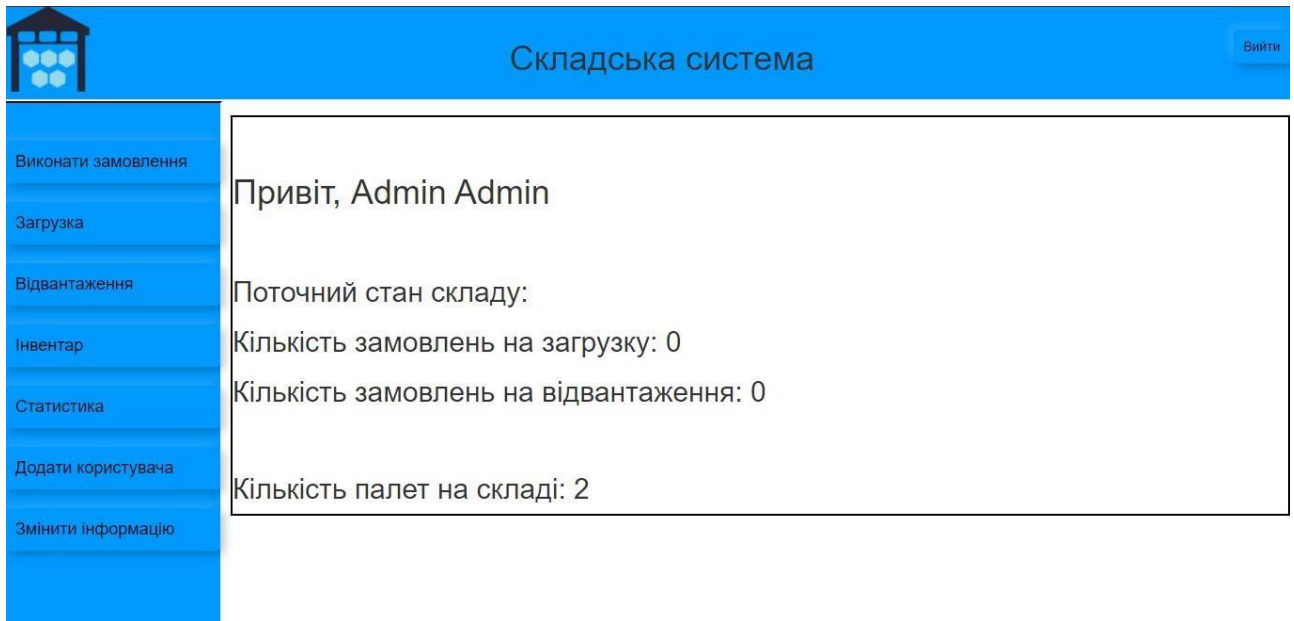 Складська система
Вийти
Виконати замовлення
Загрузка
Відвантаження
Інвентар
Статистика
Додати користувача
Змінити інформацію
Привіт, Admin Admin
Поточний стан складу:
Кількість замовлень на загрузку: 0
Кількість замовлень на відвантаження: 0
Кількість палет на складі: 2